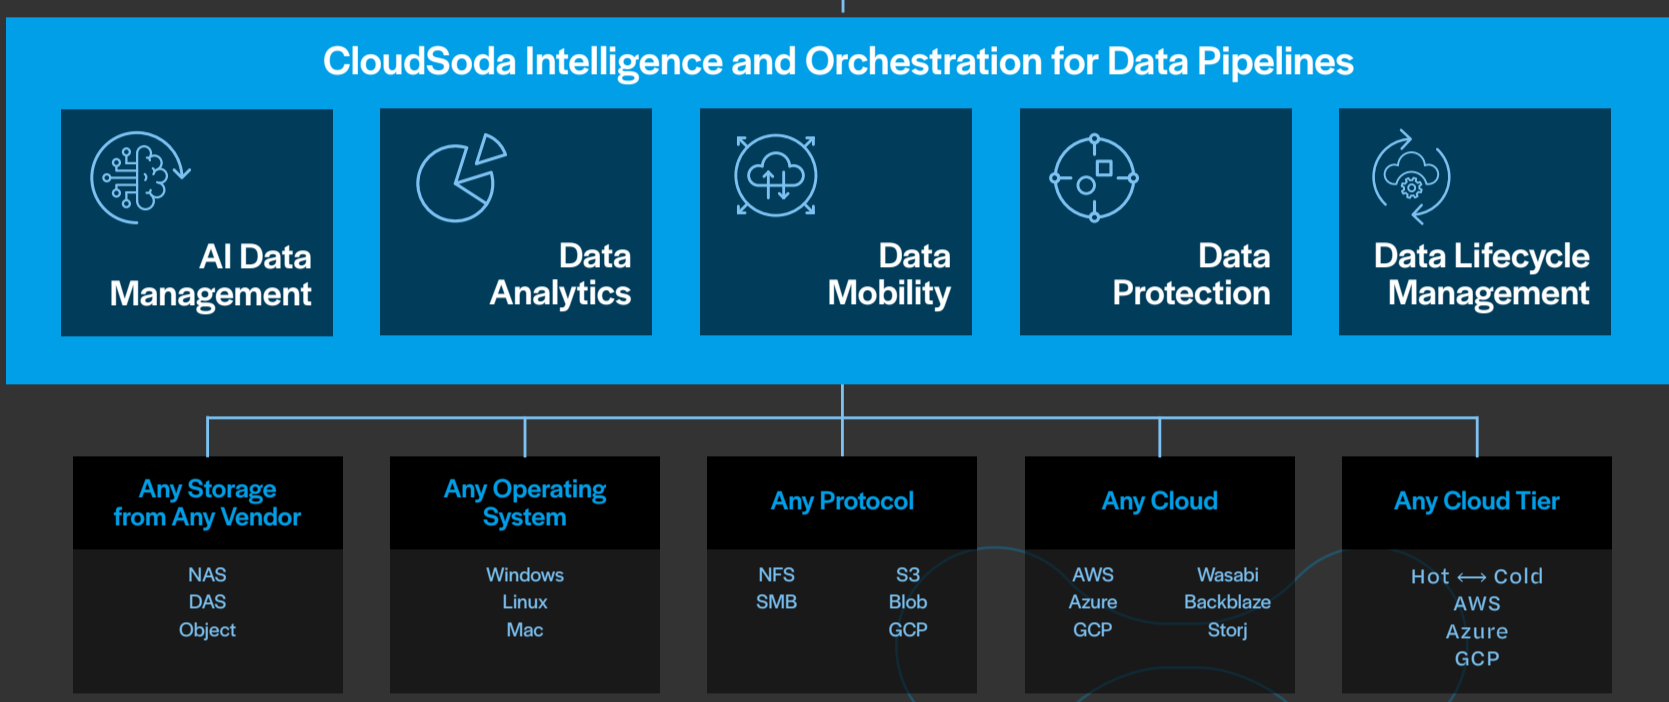 CloudSoda Intelligence and Orchestration for Data Pipelines
AI Data
Management
Data
Analytics
Data
Mobility
Data
Protection
Data Lifecycle
Management
Any Storage
from Any Vendor
NAS
DAS
Object
Any Operating
System
Windows
Linux
Mac
Any Protocol
NFS
SMB
S3
Blob
GCP
Any Cloud
AWS
Azure
GCP
Wasabi
Backblaze
Storj
Any Cloud Tier
Hot ⟷ Cold
AWS
Azure
GCP